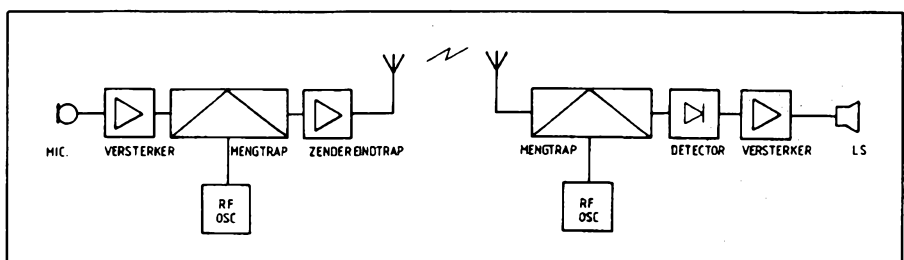 MIC. VERSTERKER MENGTRAP ZENDEREINDTRAP MENGTRAP DETECTOR VERSTERKER LS
RF
OSC
RF
OSC